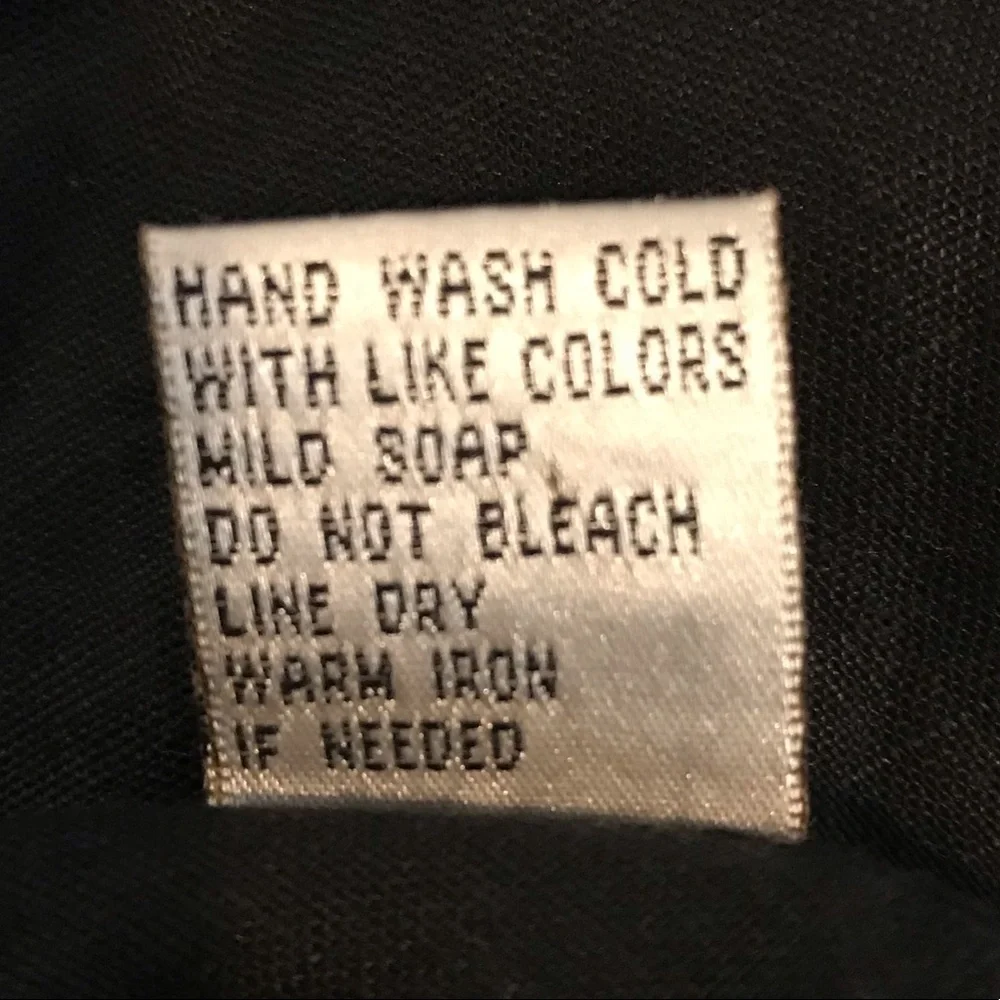 HAND WASH COLD
WITH LIKE COLORS
MILD SOAP
DO NOT BLEACH
LINE DRY
WARM IRON
IF NEEDED